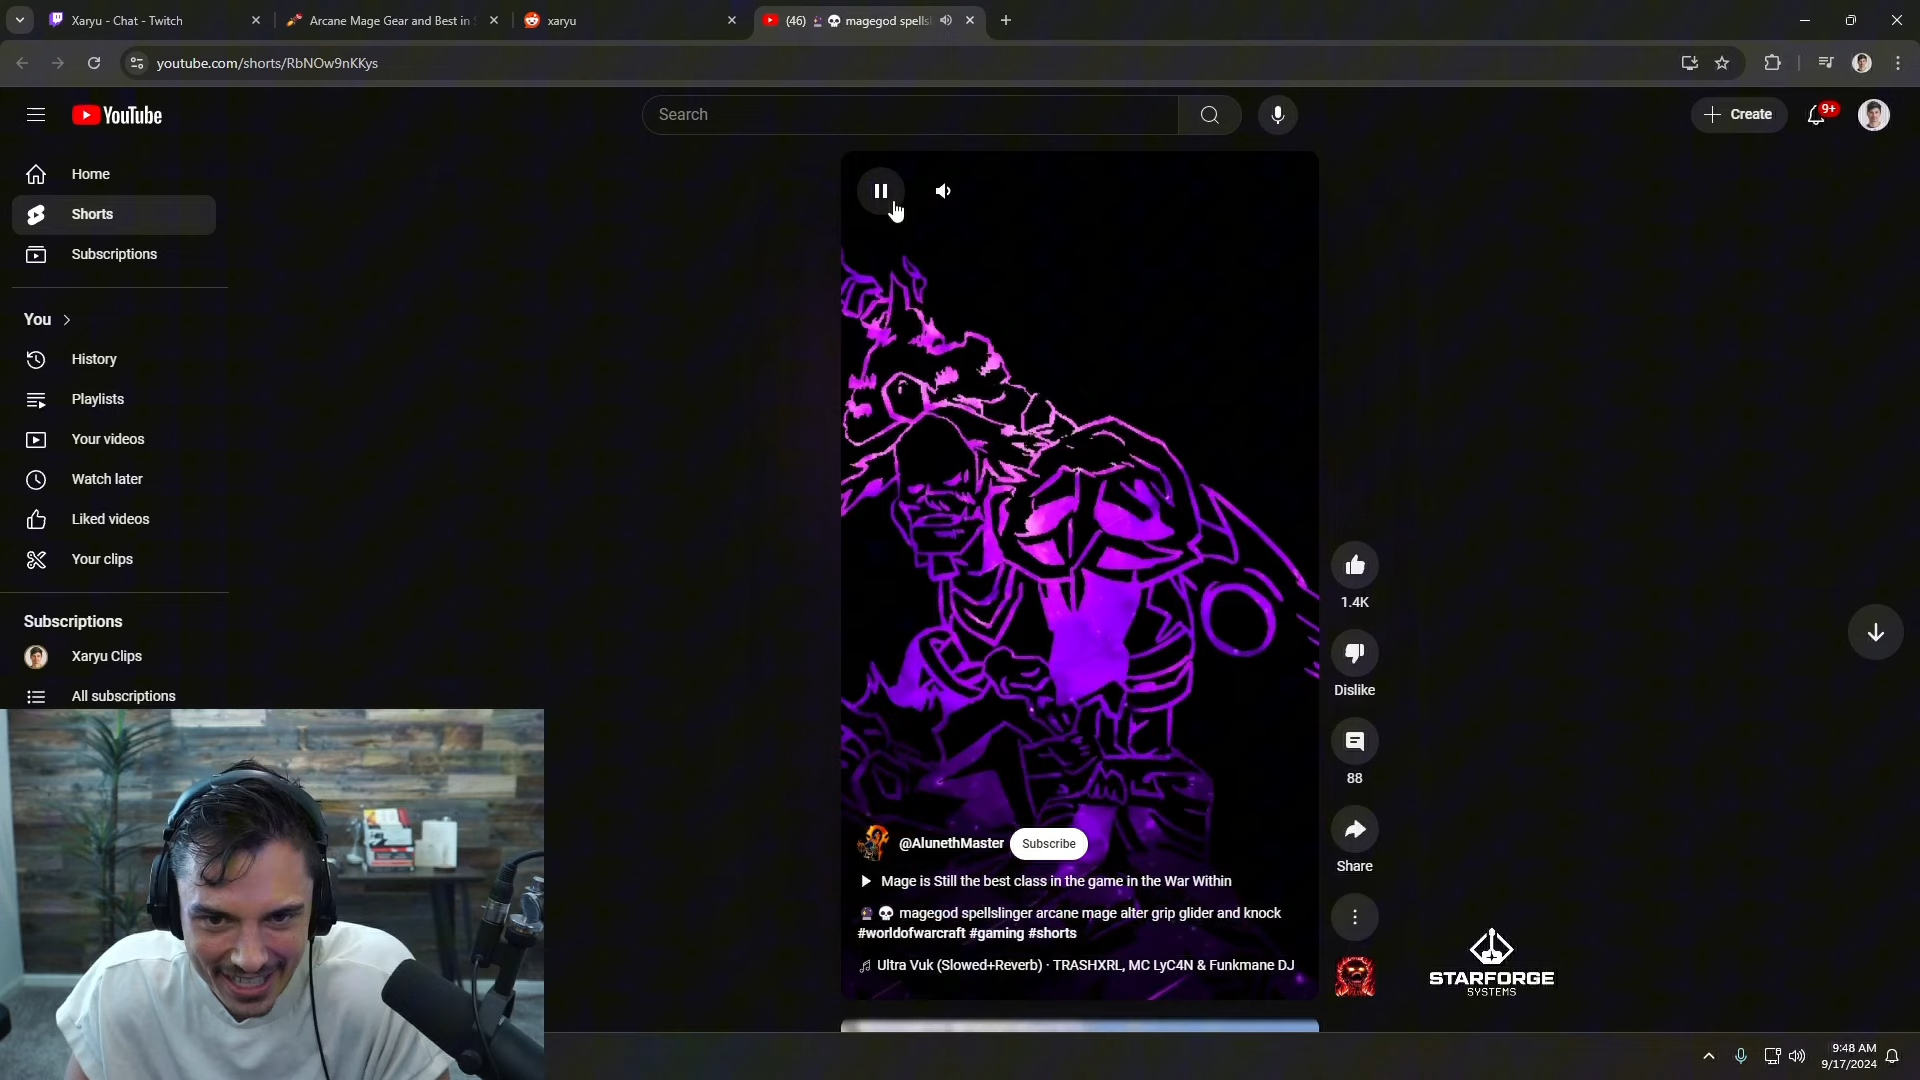 Xaryu - Chat - Twitch
Arcane Mage Gear and Best in S
xaryu
(46) 🔮💀 magegod spellsl
youtube.com/shorts/RbNOw9nKKys
YouTube
Search
Create
9+
Home
Shorts
Subscriptions
You
History
Playlists
Your videos
Watch later
Liked videos
Your clips
Subscriptions
Xaryu Clips
All subscriptions
1.4K
Dislike
88
Share
@AlunethMaster
Subscribe
Mage is Still the best class in the game in the War Within
🔮💀 magegod spellslinger arcane mage alter grip glider and knock
#worldofwarcraft #gaming #shorts
Ultra Vuk (Slowed+Reverb) · TRASHXRL, MC LyC4N & Funkmane DJ
STARFORGE
SYSTEMS
9:48 AM
9/17/2024